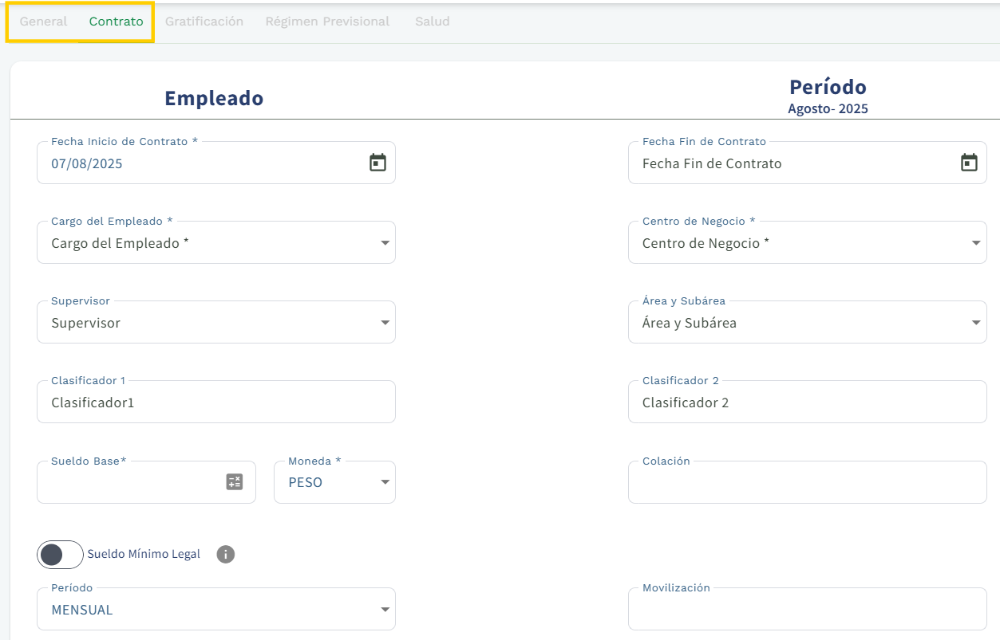 General Contrato Gratificación Régimen Previsional Salud
Empleado
Período
Agosto- 2025
Fecha Inicio de Contrato *
07/08/2025
Fecha Fin de Contrato
Fecha Fin de Contrato
Cargo del Empleado *
Cargo del Empleado *
Centro de Negocio *
Centro de Negocio *
Supervisor
Supervisor
Área y Subárea
Área y Subárea
Clasificador 1
Clasificador1
Clasificador 2
Clasificador 2
Sueldo Base*
Moneda *
PESO
Colación
Sueldo Mínimo Legal
Período
MENSUAL
Movilización